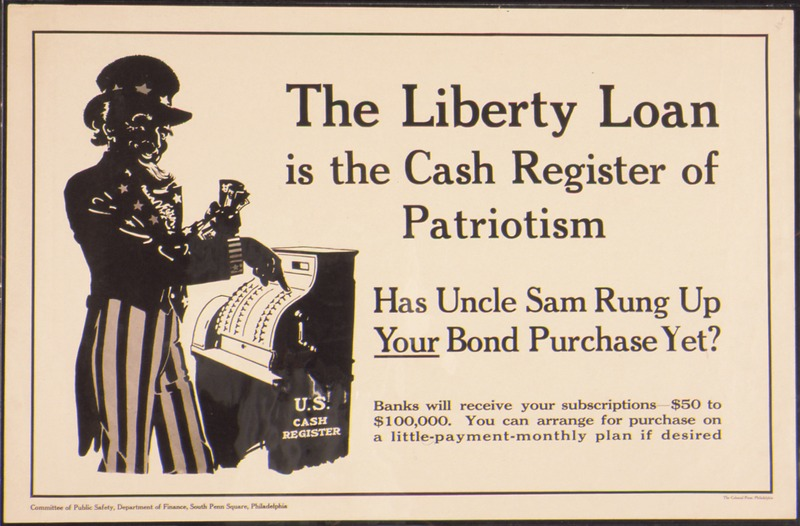 The Liberty Loan
is the Cash Register of
Patriotism
Has Uncle Sam Rung Up
Your Bond Purchase Yet?
Banks will receive your subscriptions—$50 to
$100,000. You can arrange for purchase on
a little-payment-monthly plan if desired
U.S.
CASH
REGISTER
Committee of Public Safety, Department of Finance, South Penn Square, Philadelphia